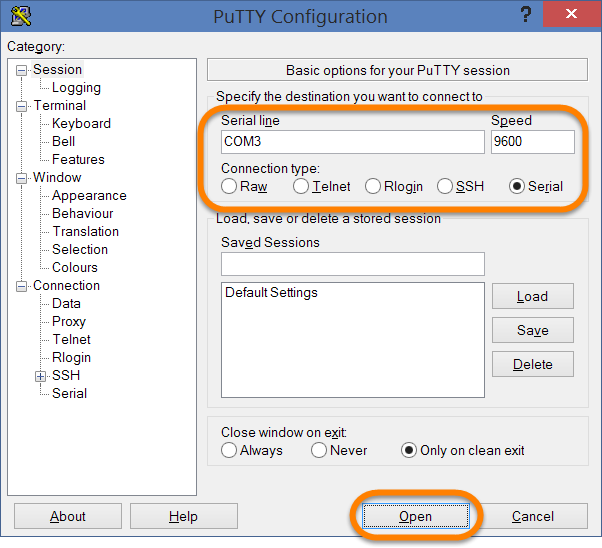 PuTTY Configuration
?
X
Category:
Session
Logging
Terminal
Keyboard
Bell
Features
Window
Appearance
Behaviour
Translation
Selection
Colours
Connection
Data
Proxy
Telnet
Rlogin
SSH
Serial
Basic options for your PuTTY session
Specify the destination you want to connect to
Serial line Speed
COM3 9600
Connection type:
Raw Telnet Rlogin SSH Serial
Load, save or delete a stored session
Saved Sessions
Default Settings
Load
Save
Delete
Close window on exit:
Always Never Only on clean exit
About Help Open Cancel